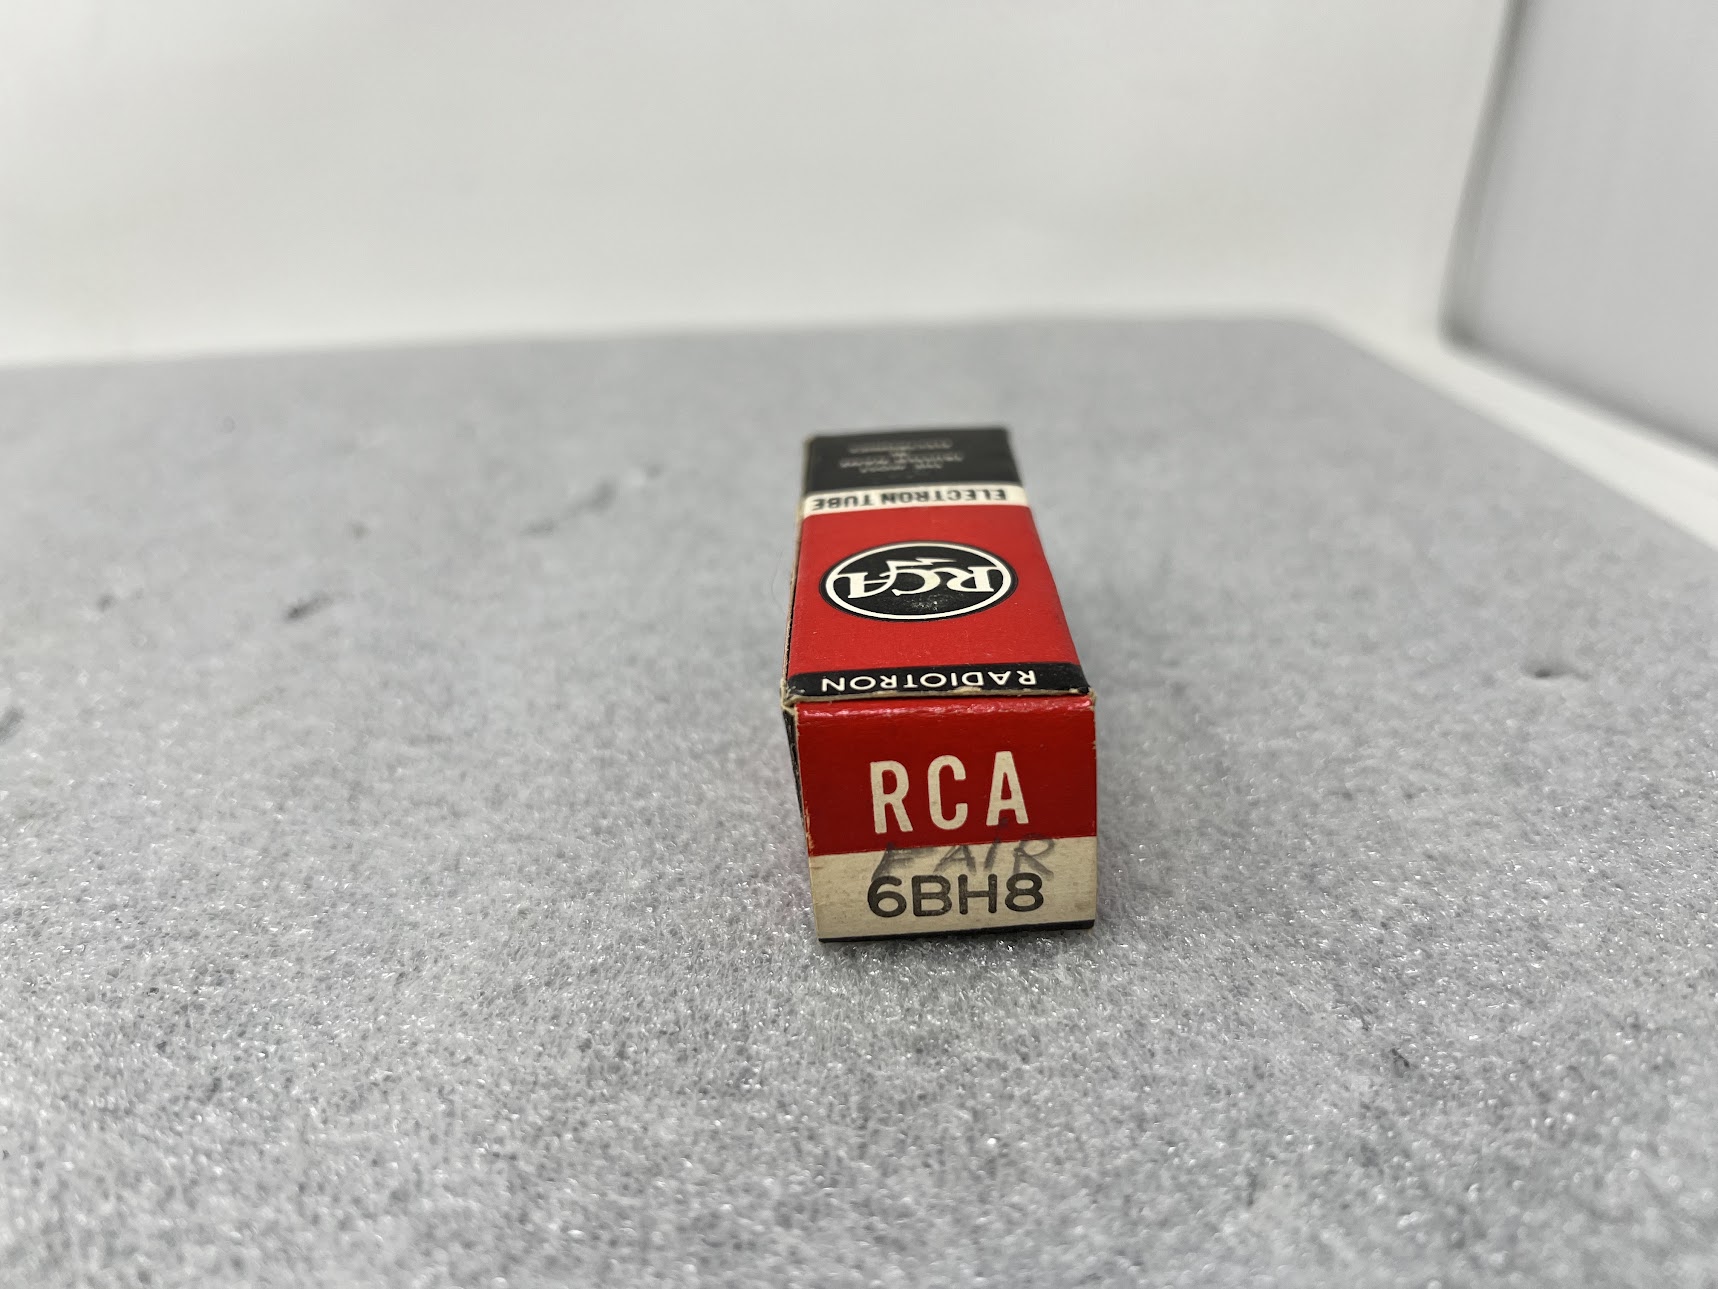 ELECTRON TUBE
RCA
RADIOTRON
RCA
FAIR
6BH8